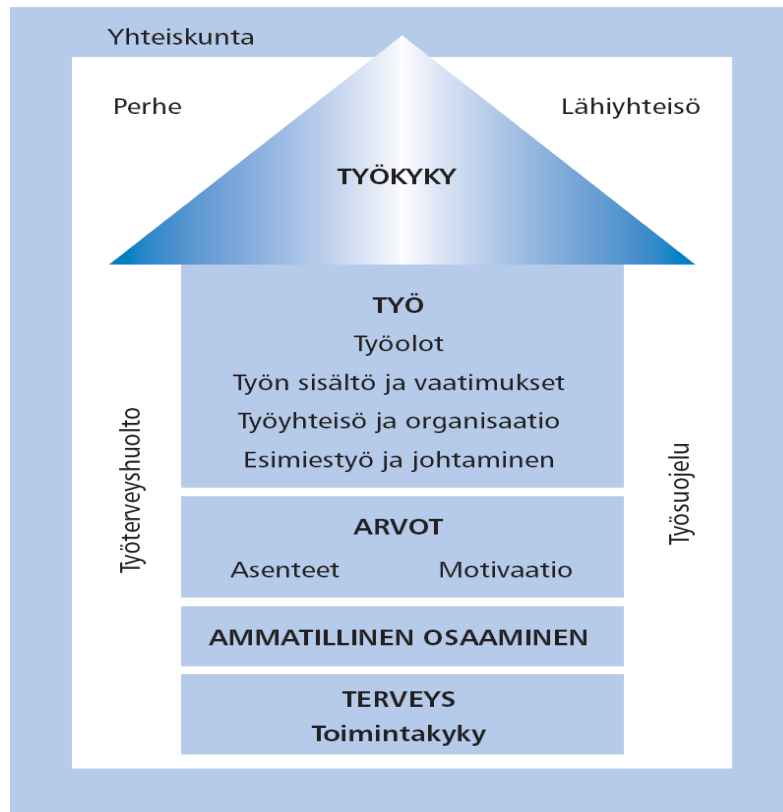 Yhteiskunta
Perhe
Lähiyhteisö
TYÖKYKY
TYÖ
Työolot
Työn sisältö ja vaatimukset
Työyhteisö ja organisaatio
Esimiestyö ja johtaminen
Työterveyshuolto
Työsuojelu
ARVOT
Asenteet Motivaatio
AMMATILLINEN OSAAMINEN
TERVEYS
Toimintakyky